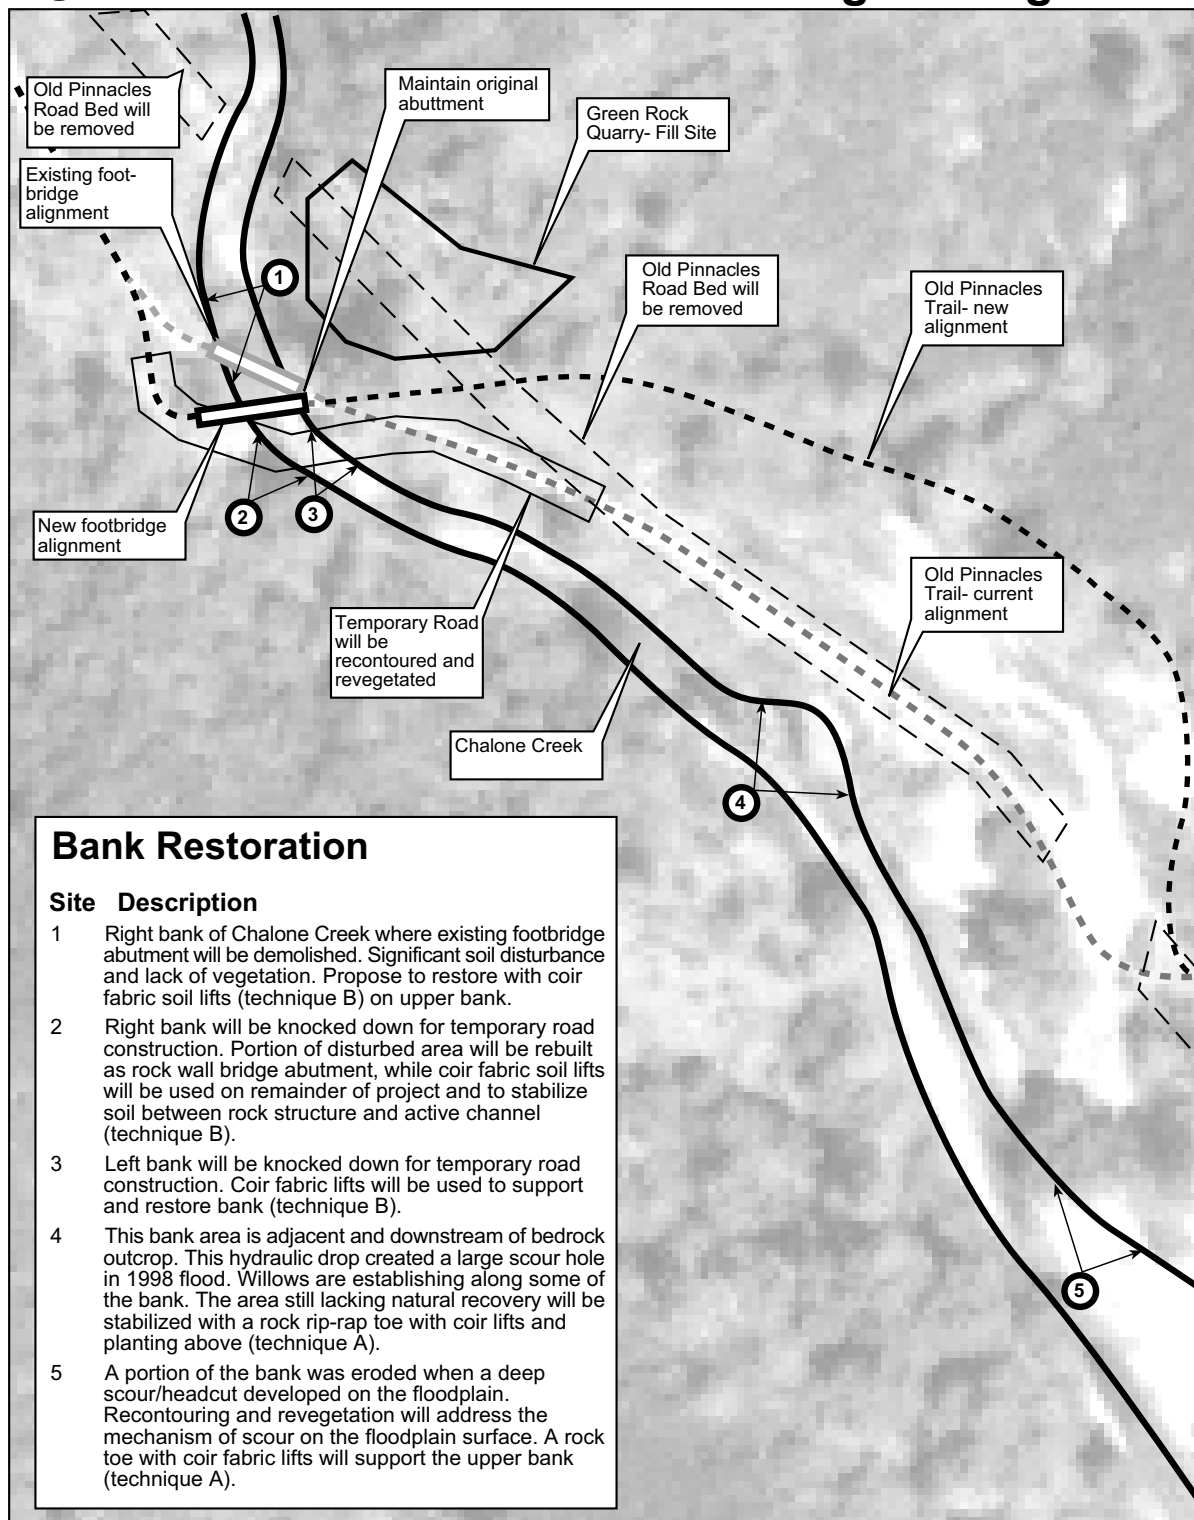 Old Pinnacles
Road Bed will
be removed
Maintain original
abuttment
Green Rock
Quarry- Fill Site
Existing foot-
bridge
alignment
1
Old Pinnacles
Road Bed will
be removed
Old Pinnacles
Trail- new
alignment
New footbridge
alignment
2
3
Old Pinnacles
Trail- current
alignment
Temporary Road
will be
recontoured and
revegetated
Chalone Creek
4
5
Bank Restoration
Site Description
1 Right bank of Chalone Creek where existing footbridge
abutment will be demolished. Significant soil disturbance
and lack of vegetation. Propose to restore with coir
fabric soil lifts (technique B) on upper bank.
2 Right bank will be knocked down for temporary road
construction. Portion of disturbed area will be rebuilt
as rock wall bridge abutment, while coir fabric soil lifts
will be used on remainder of project and to stabilize
soil between rock structure and active channel
(technique B).
3 Left bank will be knocked down for temporary road
construction. Coir fabric lifts will be used to support
and restore bank (technique B).
4 This bank area is adjacent and downstream of bedrock
outcrop. This hydraulic drop created a large scour hole
in 1998 flood. Willows are establishing along some of
the bank. The area still lacking natural recovery will be
stabilized with a rock rip-rap toe with coir lifts and
planting above (technique A).
5 A portion of the bank was eroded when a deep
scour/headcut developed on the floodplain.
Recontouring and revegetation will address the
mechanism of scour on the floodplain surface. A rock
toe with coir fabric lifts will support the upper bank
(technique A).